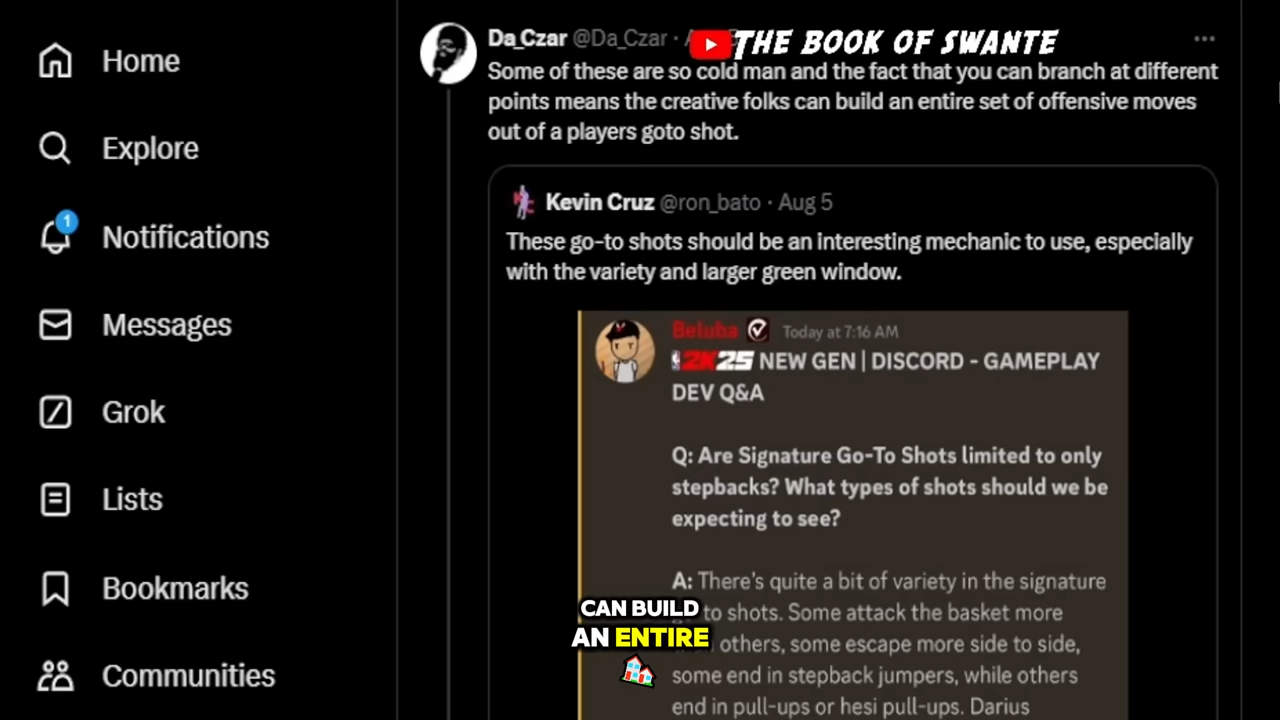 Home
Explore
1
Notifications
Messages
Grok
Lists
Bookmarks
Communities
Da_Czar @Da_Czar ·
THE BOOK OF SWANTE
Some of these are so cold man and the fact that you can branch at different
points means the creative folks can build an entire set of offensive moves
out of a players goto shot.
Kevin Cruz @ron_bato · Aug 5
These go-to shots should be an interesting mechanic to use, especially
with the variety and larger green window.
Beluba Today at 7:16 AM
2K25 NEW GEN | DISCORD - GAMEPLAY
DEV Q&A
Q: Are Signature Go-To Shots limited to only
stepbacks? What types of shots should we be
expecting to see?
A: There's quite a bit of variety in the signature
to shots. Some attack the basket more
others, some escape more side to side,
some end in stepback jumpers, while others
end in pull-ups or hesi pull-ups. Darius
CAN BUILD
AN ENTIRE